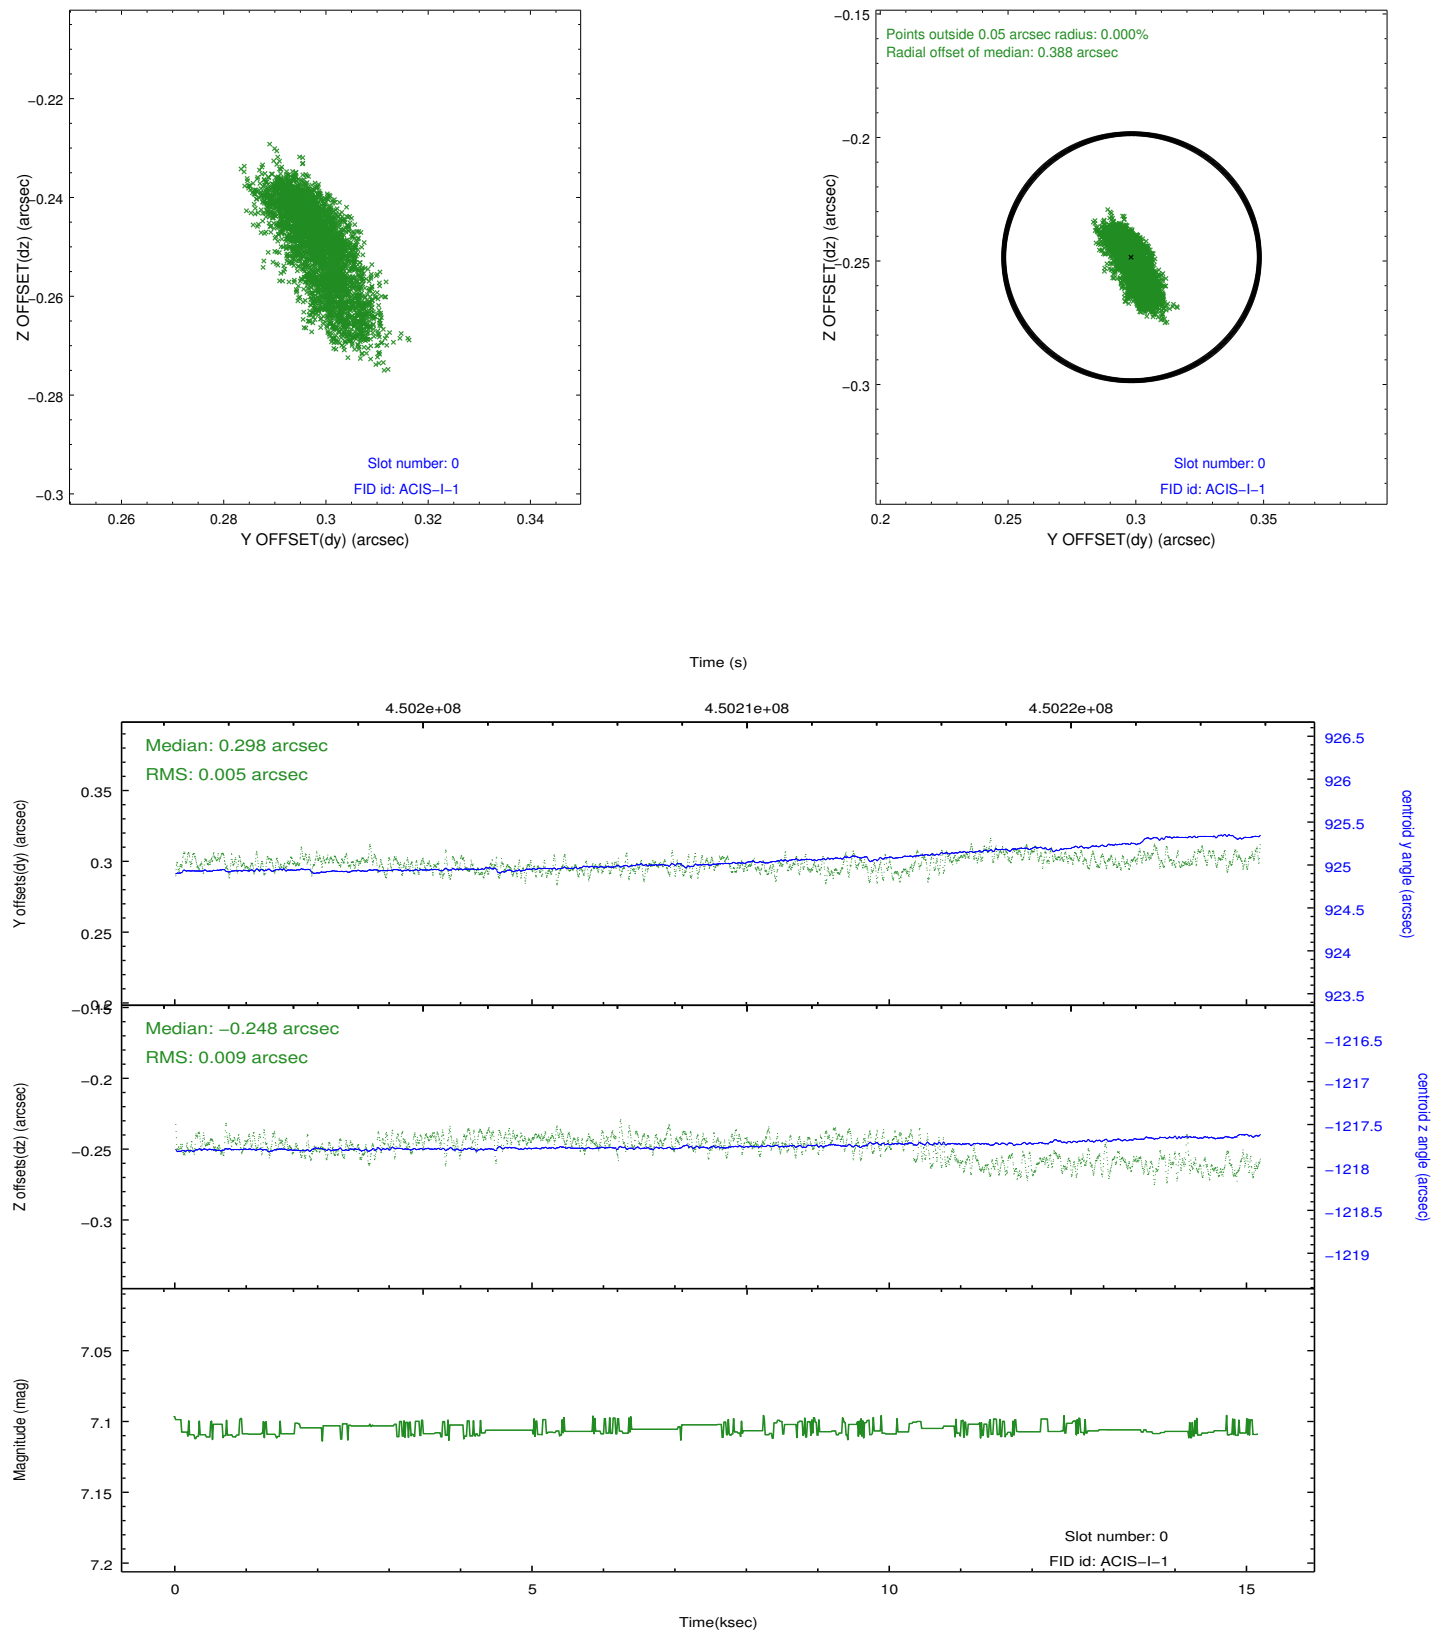 −0.22
−0.24
−0.26
−0.28
−0.3
Z OFFSET(dz) (arcsec)
Slot number: 0
FID id: ACIS−I−1
0.26
0.28
0.3
0.32
0.34
Y OFFSET(dy) (arcsec)
Points outside 0.05 arcsec radius: 0.000%
Radial offset of median: 0.388 arcsec
−0.15
−0.2
−0.25
−0.3
Z OFFSET(dz) (arcsec)
Slot number: 0
FID id: ACIS−I−1
0.2
0.25
0.3
0.35
Y OFFSET(dy) (arcsec)
Time (s)
4.502e+08
4.5021e+08
4.5022e+08
Median: 0.298 arcsec
RMS: 0.005 arcsec
0.35
0.3
0.25
0.2
Y offsets(dy) (arcsec)
926.5
926
925.5
925
924.5
924
923.5
centroid y angle (arcsec)
Median: −0.248 arcsec
RMS: 0.009 arcsec
−0.15
−0.2
−0.25
−0.3
Z offsets(dz) (arcsec)
−1216.5
−1217
−1217.5
−1218
−1218.5
−1219
centroid z angle (arcsec)
7.05
7.1
7.15
7.2
Magnitude (mag)
Slot number: 0
FID id: ACIS−I−1
0
5
10
15
Time(ksec)